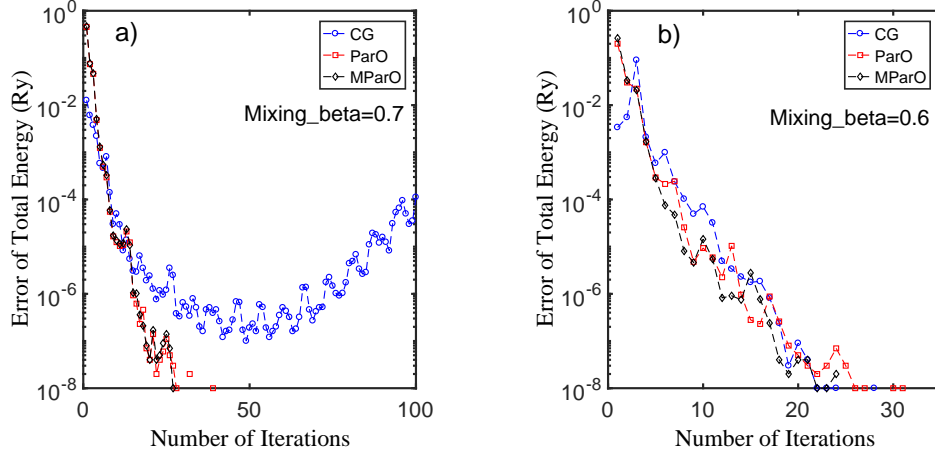 a)
CG
ParO
MParO
Mixing_beta=0.7
Error of Total Energy (Ry)
10^0
10^-2
10^-4
10^-6
10^-8
0
50
100
Number of Iterations
b)
CG
ParO
MParO
Mixing_beta=0.6
Error of Total Energy (Ry)
10^0
10^-2
10^-4
10^-6
10^-8
0
10
20
30
Number of Iterations